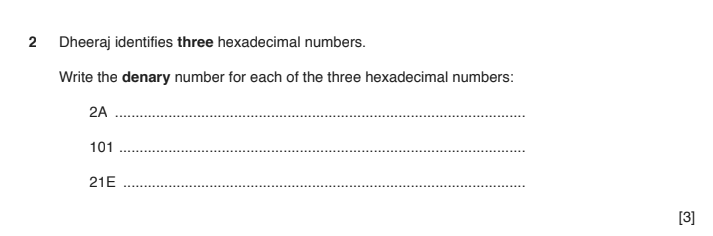 2 Dheeraj identifies three hexadecimal numbers.
Write the denary number for each of the three hexadecimal numbers:
2A ....................................................................................................
101 ...................................................................................................
21E ..................................................................................................
[3]